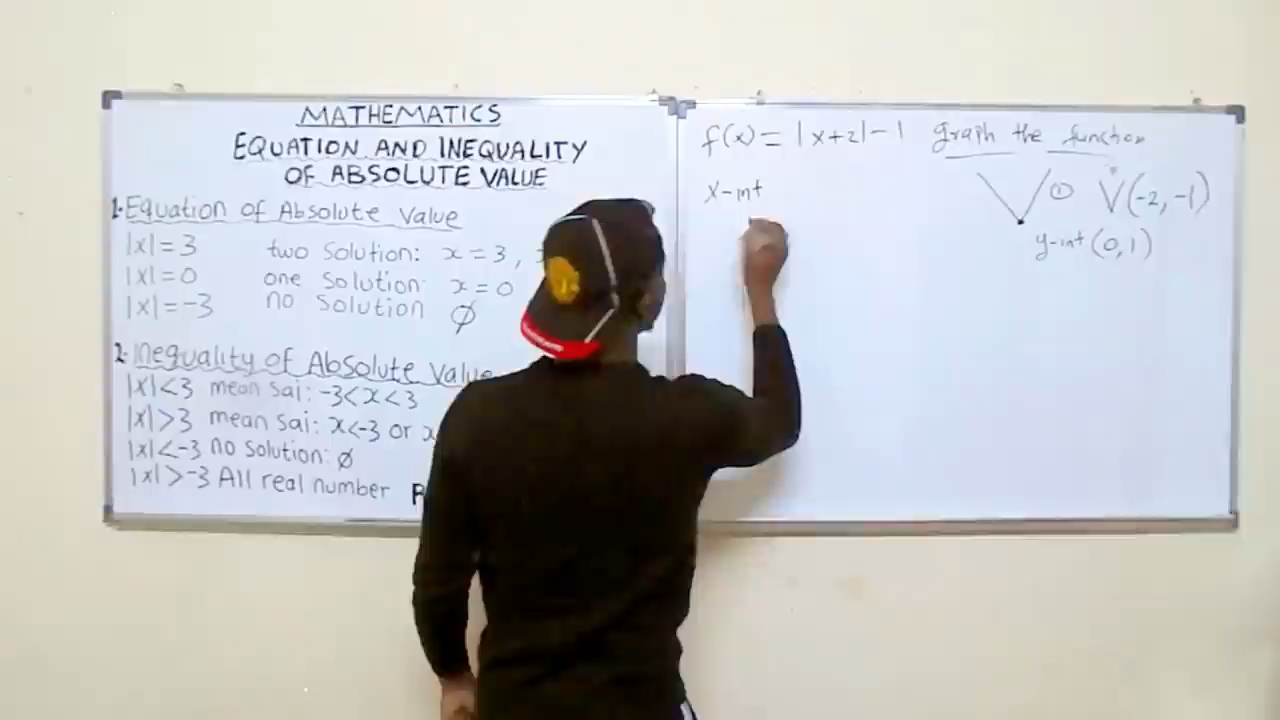 MATHEMATICS
EQUATION AND INEQUALITY
OF ABSOLUTE VALUE
1. Equation of Absolute Value
|x|=3 two solution: x=3,
|x|=0 one solution: x=0
|x|=-3 no solution ∅
2. Inequality of Absolute Value
|x|<3 mean sai: -3<x<3
|x|>3 mean sai: x<-3 or x
|x|<-3 no solution: ∅
|x|>-3 All real number
f(x)=|x+2|-1 graph the function
x-int
① V(-2,-1)
y-int (0,1)